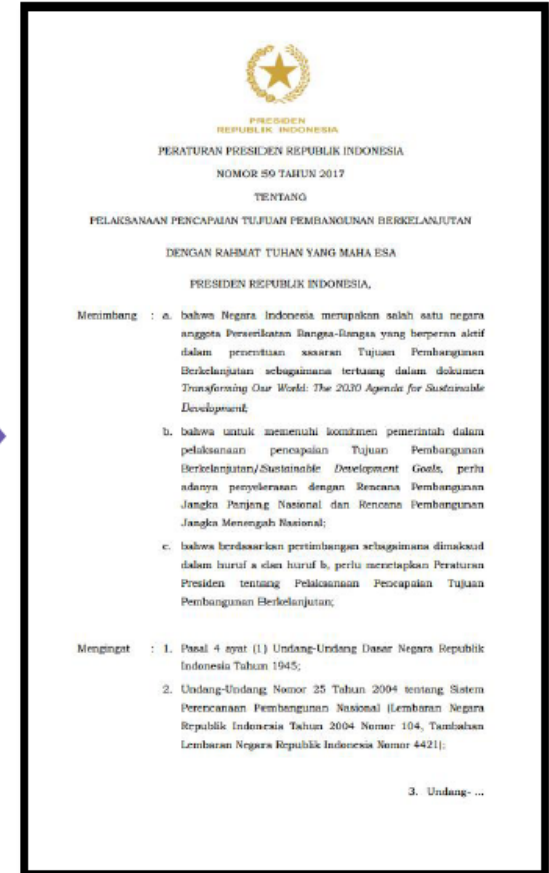 PRESIDEN
REPUBLIK INDONESIA
PERATURAN PRESIDEN REPUBLIK INDONESIA
NOMOR 59 TAHUN 2017
TENTANG
PELAKSANAAN PENCAPAIAN TUJUAN PEMBANGUNAN BERKELANJUTAN
DENGAN RAHMAT TUHAN YANG MAHA ESA
PRESIDEN REPUBLIK INDONESIA,
Menimbang : a. bahwa Negara Indonesia merupakan salah satu negara
anggota Perserikatan Bangsa-Bangsa yang berperan aktif
dalam penentuan sasaran Tujuan Pembangunan
Berkelanjutan sebagaimana tertuang dalam dokumen
Transforming Our World: The 2030 Agenda for Sustainable
Development;
b. bahwa untuk memenuhi komitmen pemerintah dalam
pelaksanaan pencapaian Tujuan Pembangunan
Berkelanjutan/Sustainable Development Goals, perlu
adanya penyelerasan dengan Rencana Pembangunan
Jangka Panjang Nasional dan Rencana Pembangunan
Jangka Menengah Nasional;
c. bahwa berdasarkan pertimbangan sebagaimana dimaksud
dalam huruf a dan huruf b, perlu menetapkan Peraturan
Presiden tentang Pelaksanaan Pencapaian Tujuan
Pembangunan Berkelanjutan;
Mengingat : 1. Pasal 4 ayat (1) Undang-Undang Dasar Negara Republik
Indonesia Tahun 1945;
2. Undang-Undang Nomor 25 Tahun 2004 tentang Sistem
Perencanaan Pembangunan Nasional (Lembaran Negara
Republik Indonesia Tahun 2004 Nomor 104, Tambahan
Lembaran Negara Republik Indonesia Nomor 4421);
3. Undang- ...